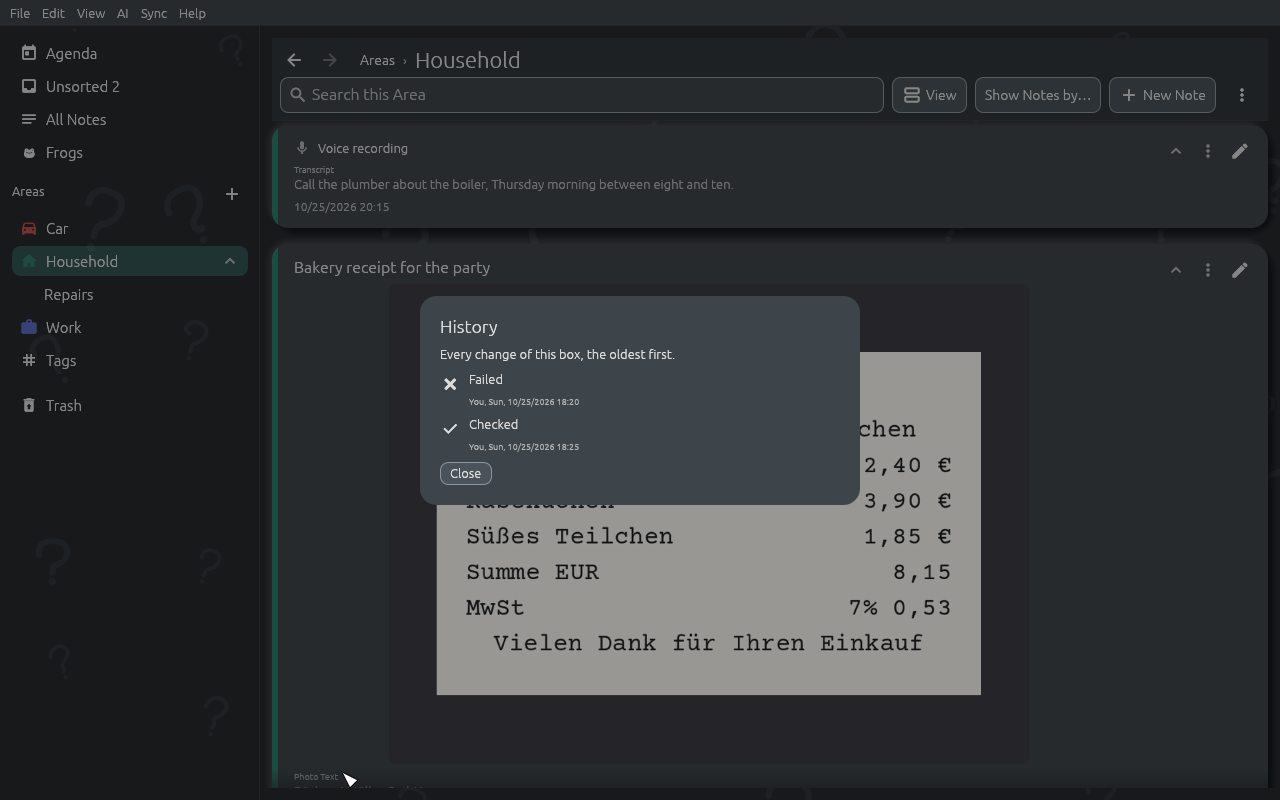 File Edit View AI Sync Help
Agenda
Unsorted 2
All Notes
Frogs
Areas
Car
Household
Repairs
Work
Tags
Trash
Areas › Household
Search this Area
View
Show Notes by...
New Note
Voice recording
Transcript
Call the plumber about the boiler, Thursday morning between eight and ten.
10/25/2026 20:15
Bakery receipt for the party
History
Every change of this box, the oldest first.
Failed
You, Sun, 10/25/2026 18:20
Checked
You, Sun, 10/25/2026 18:25
Close
2,40 €
3,90 €
Süßes Teilchen 1,85 €
Summe EUR 8,15
MwSt 7% 0,53
Vielen Dank für Ihren Einkauf
Photo Text